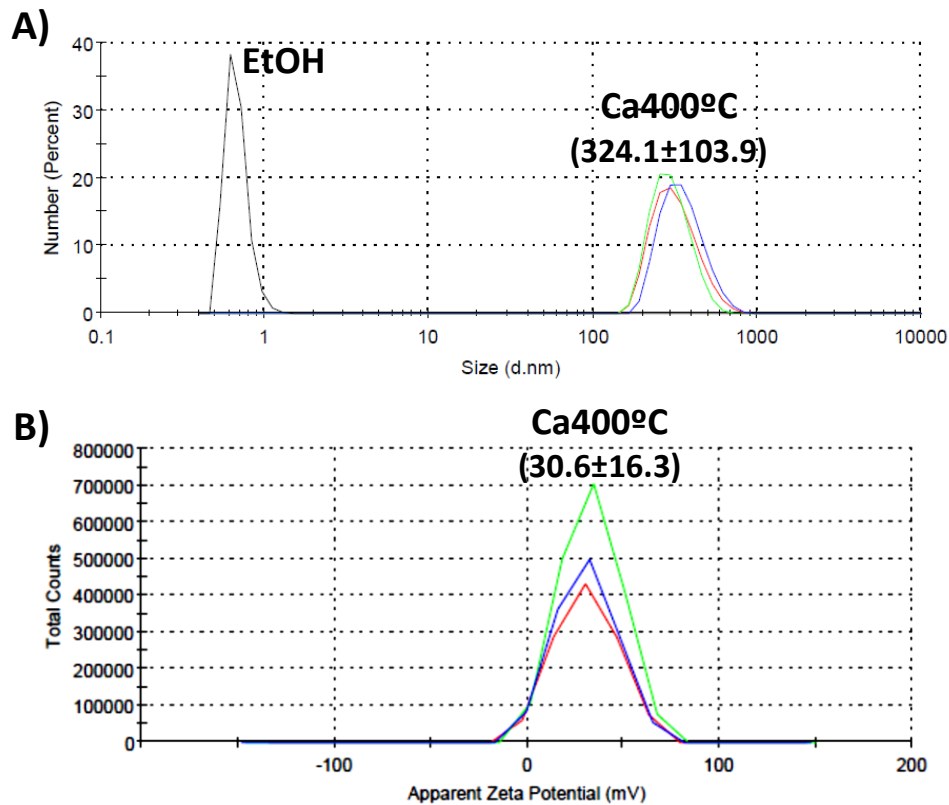 A)
EtOH
Ca400ºC
(324.1±103.9)
Number (Percent)
40
30
20
10
0
0.1 1 10 100 1000 10000
Size (d.nm)
B)
Ca400ºC
(30.6±16.3)
Total Counts
800000
700000
600000
500000
400000
300000
200000
100000
0
-100 0 100 200
Apparent Zeta Potential (mV)